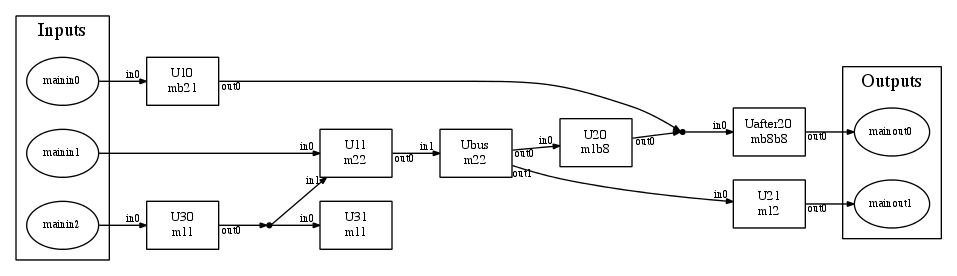 Inputs
mainin0
in0
U10
mb21
out0
mainin1
in0
U11
m22
out0
in1
in1
Ubus
m22
out0
out1
in0
U20
m1b8
out0
in0
Uafter20
mb8b8
out0
Outputs
mainout0
mainin2
in0
U30
m11
out0
in0
U31
m11
in0
U21
m12
out0
mainout1